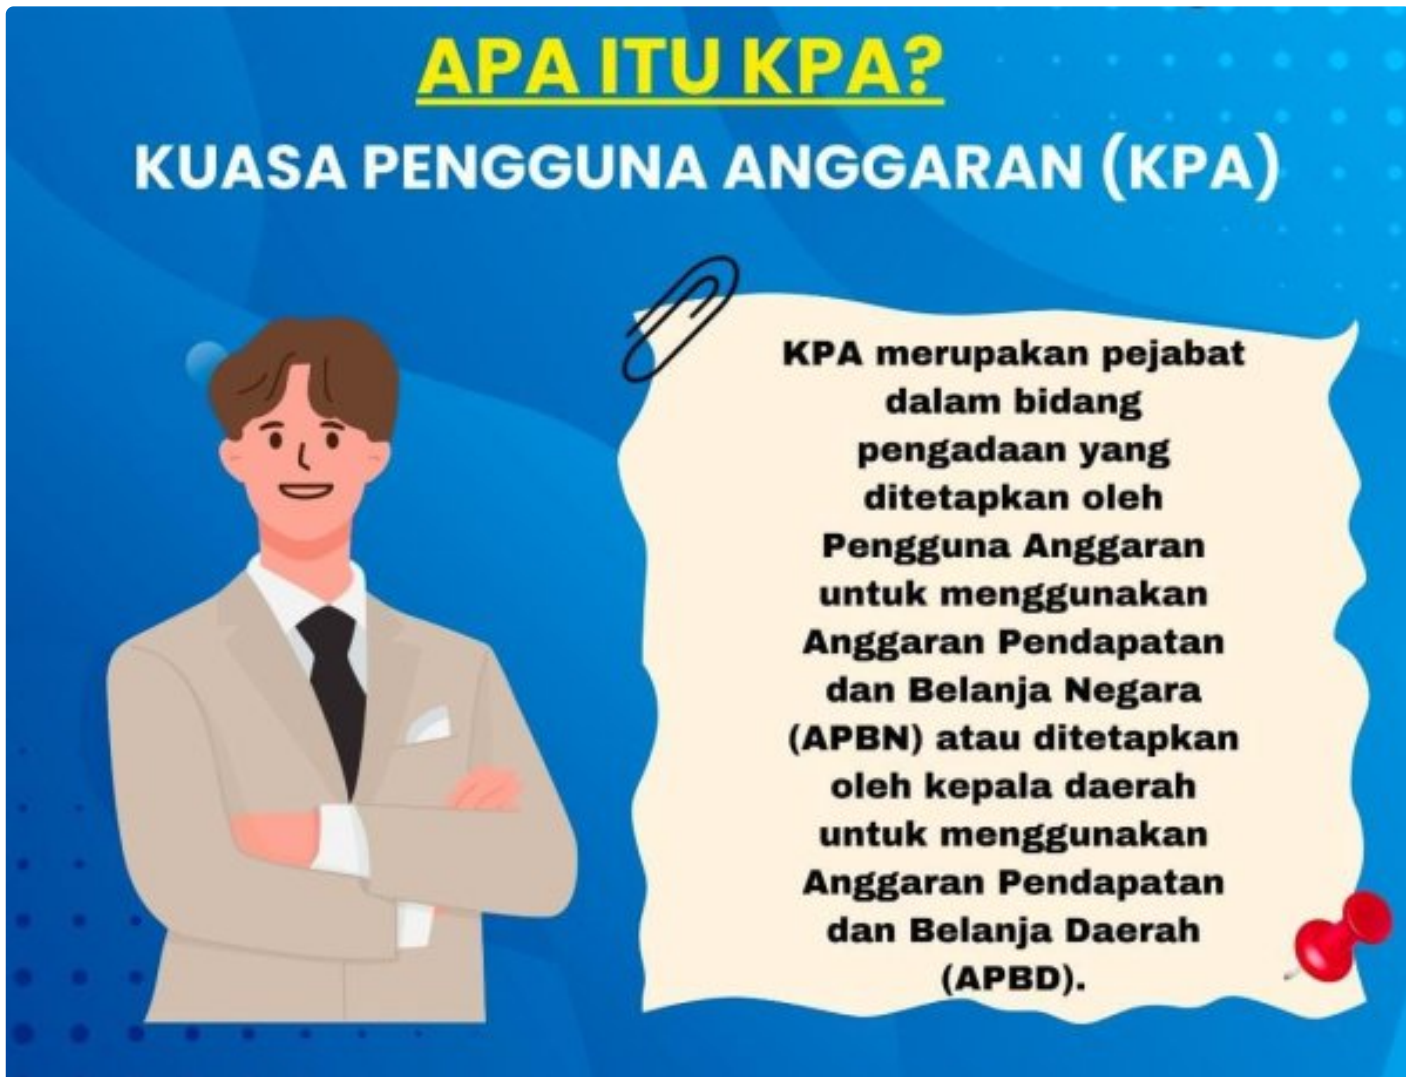 APA ITU KPA?
KUASA PENGGUNA ANGGARAN (KPA)
KPA merupakan pejabat
dalam bidang
pengadaan yang
ditetapkan oleh
Pengguna Anggaran
untuk menggunakan
Anggaran Pendapatan
dan Belanja Negara
(APBN) atau ditetapkan
oleh kepala daerah
untuk menggunakan
Anggaran Pendapatan
dan Belanja Daerah
(APBD).